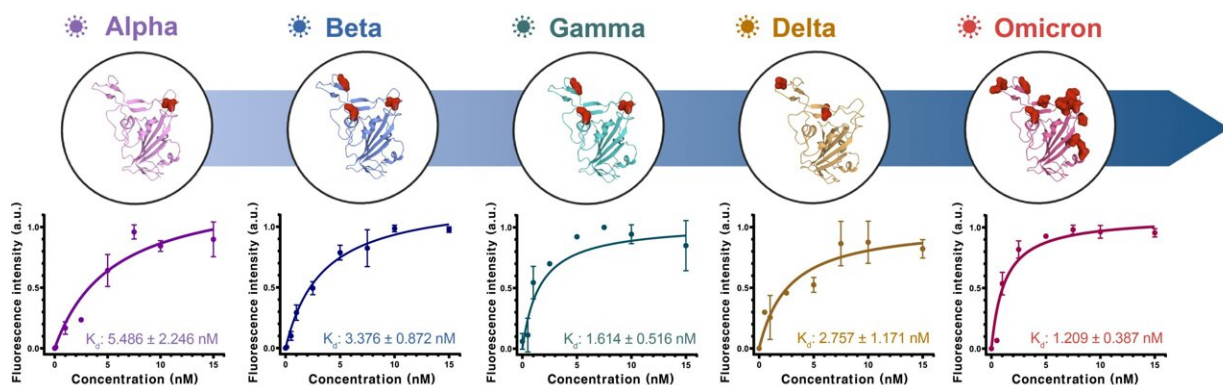 Alpha
Beta
Gamma
Delta
Omicron
Fluorescence intensity (a.u.)
1.0
0.5
0.0
K_d: 5.486 ± 2.246 nM
0 5 10 15
Concentration (nM)
Fluorescence intensity (a.u.)
1.0
0.5
0.0
K_d: 3.376 ± 0.872 nM
0 5 10 15
Concentration (nM)
Fluorescence intensity (a.u.)
1.0
0.5
0.0
K_d: 1.614 ± 0.516 nM
0 5 10 15
Concentration (nM)
Fluorescence intensity (a.u.)
1.0
0.5
0.0
K_d: 2.757 ± 1.171 nM
0 5 10 15
Concentration (nM)
Fluorescence intensity (a.u.)
1.0
0.5
0.0
K_d: 1.209 ± 0.387 nM
0 5 10 15
Concentration (nM)